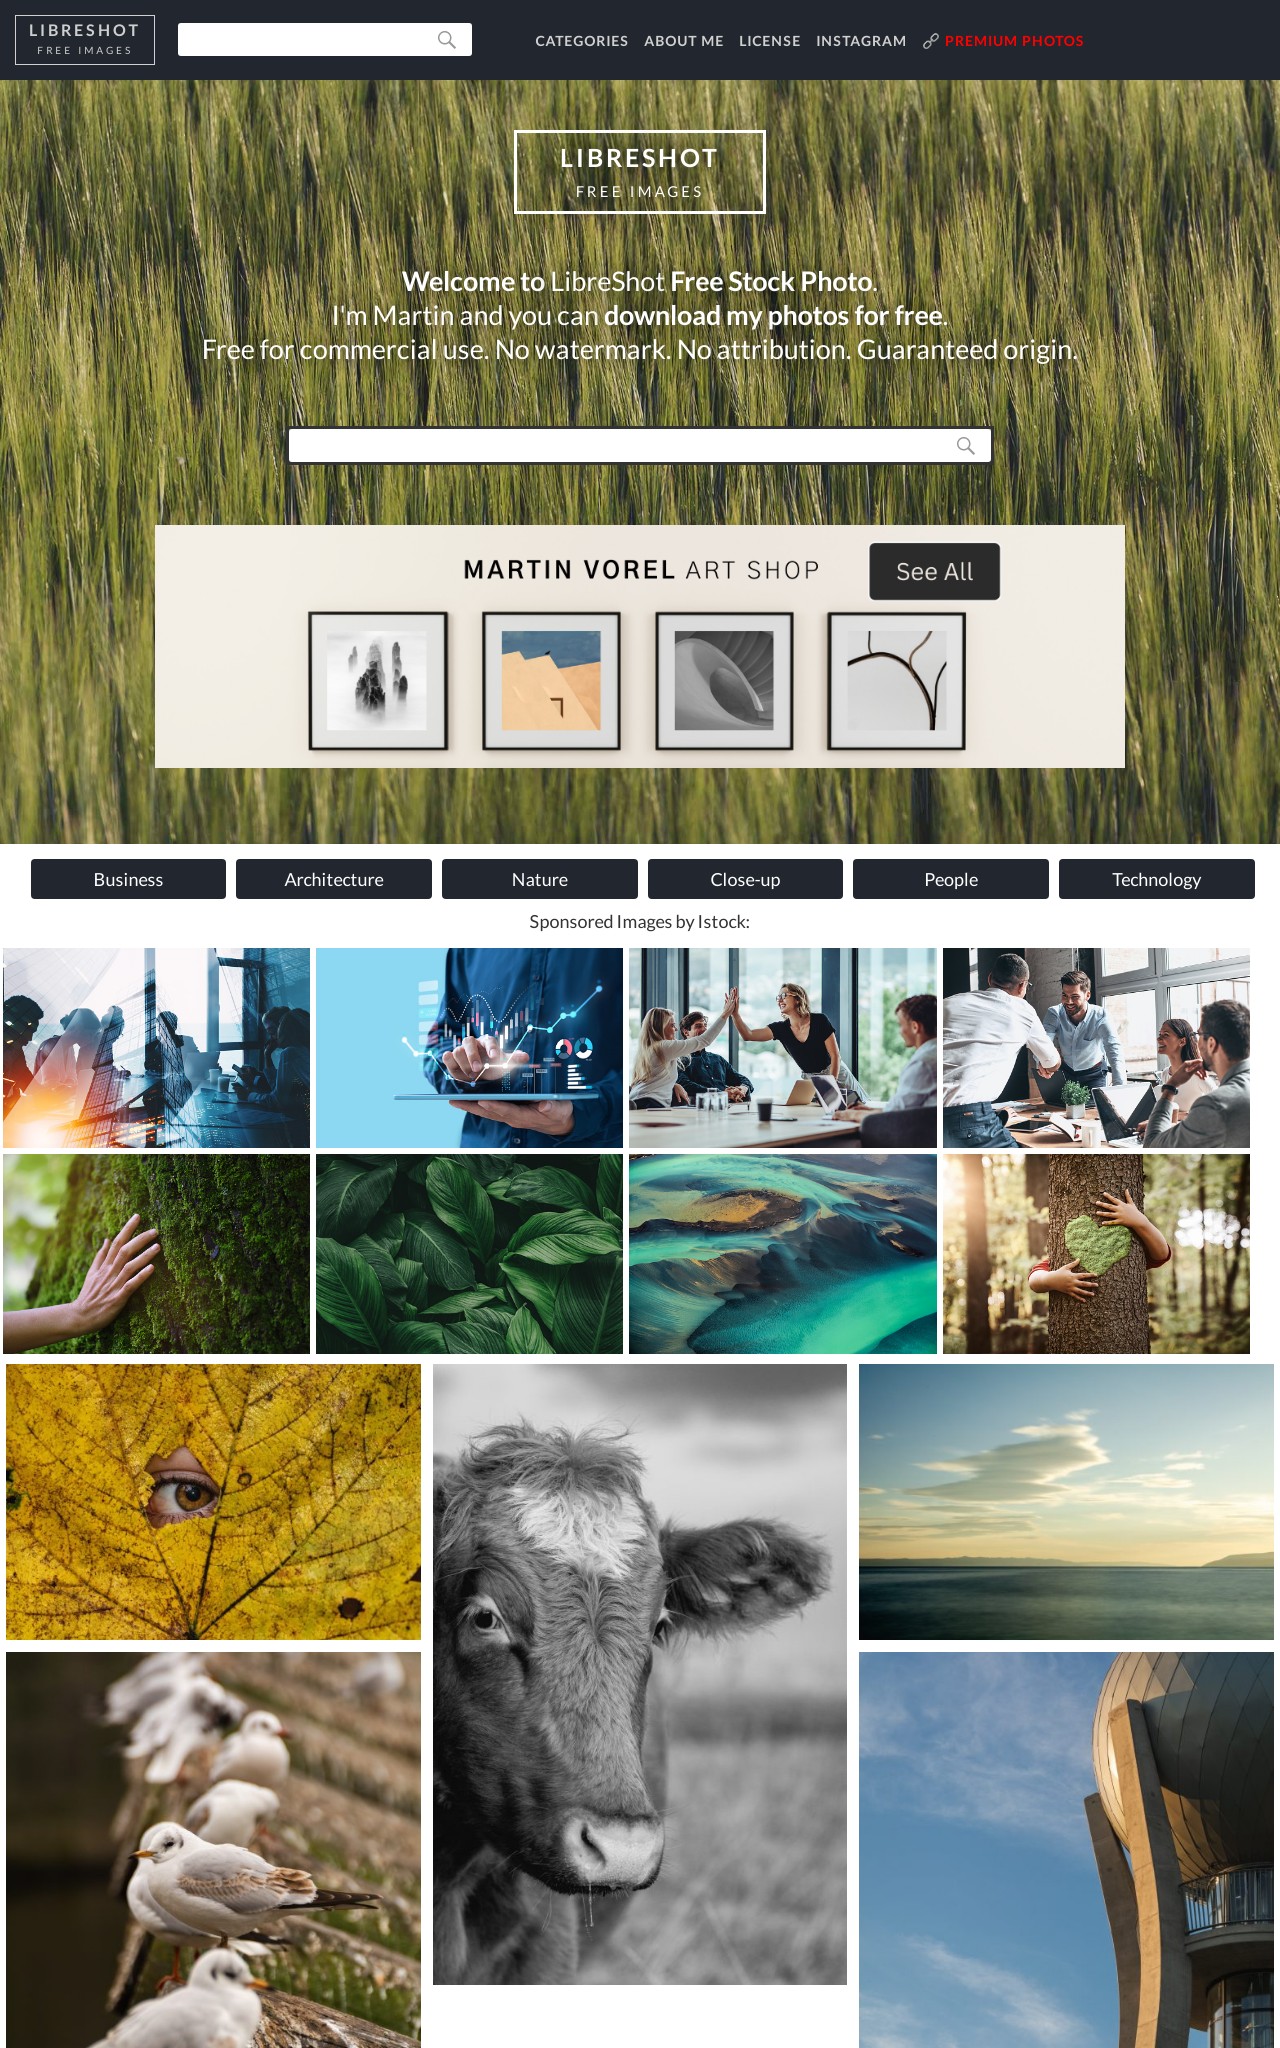 LIBRESHOT
FREE IMAGES
CATEGORIES ABOUT ME LICENSE INSTAGRAM PREMIUM PHOTOS
LIBRESHOT
FREE IMAGES
Welcome to LibreShot Free Stock Photo.
I'm Martin and you can download my photos for free.
Free for commercial use. No watermark. No attribution. Guaranteed origin.
MARTIN VOREL ART SHOP See All
Business Architecture Nature Close-up People Technology
Sponsored Images by Istock: